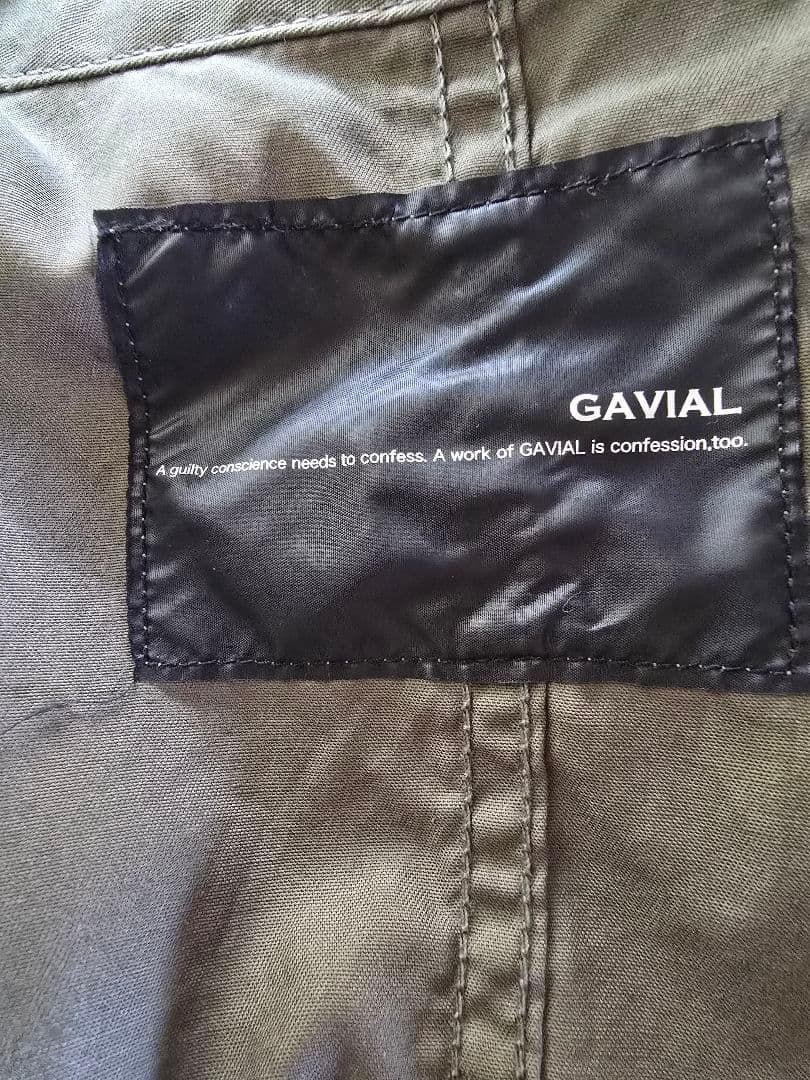 GAVIAL
A guilty conscience needs to confess. A work of GAVIAL is confession,too.